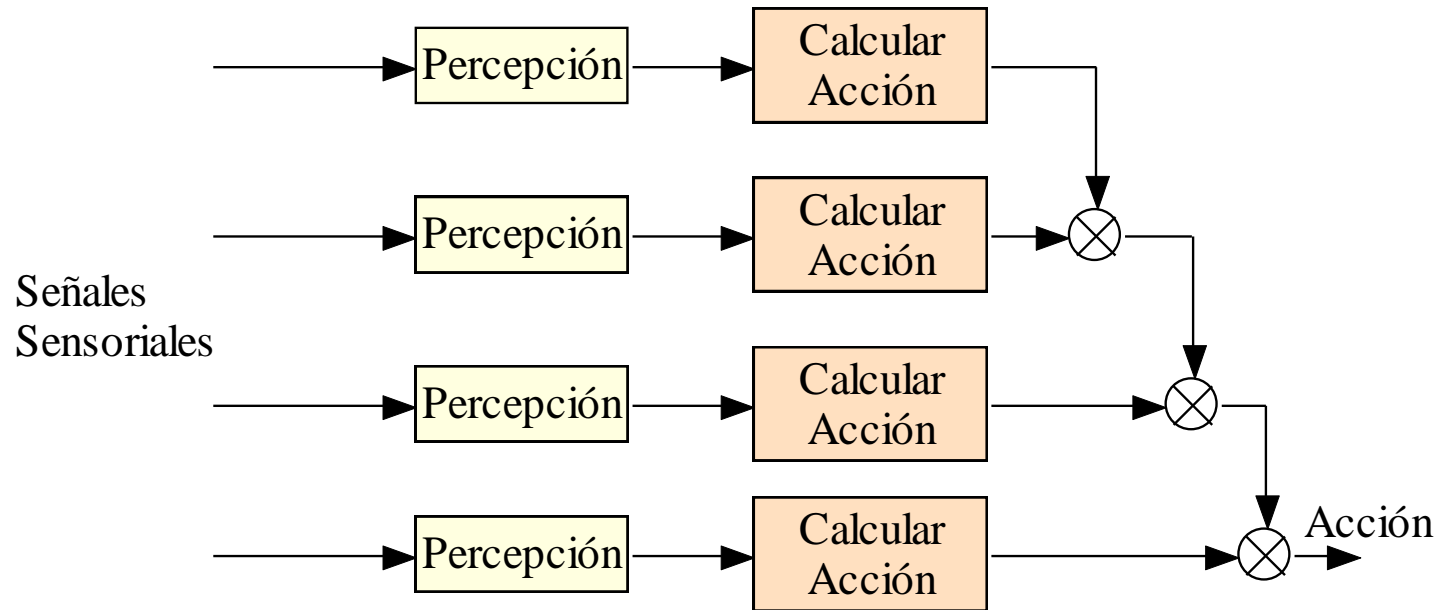 Percepción
Calcular
Acción
Percepción
Calcular
Acción
Señales
Sensoriales
Percepción
Calcular
Acción
Percepción
Calcular
Acción
Acción